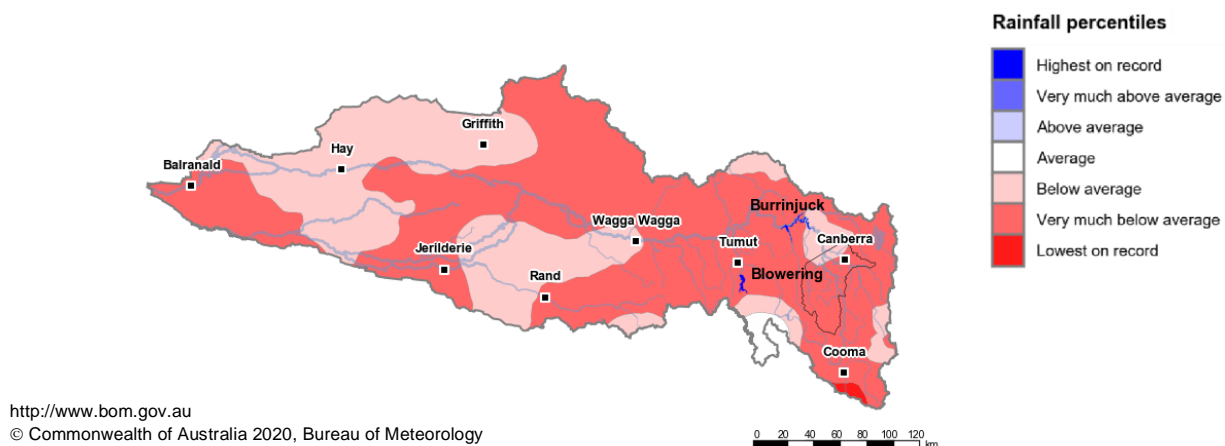 Rainfall percentiles
Highest on record
Very much above average
Above average
Average
Below average
Very much below average
Lowest on record
Griffith
Hay
Balranald
Burrinjuck
Wagga Wagga
Tumut
Canberra
Jerilderie
Rand
Blowering
Cooma
http://www.bom.gov.au
© Commonwealth of Australia 2020, Bureau of Meteorology
0 20 40 60 80 100 120
km